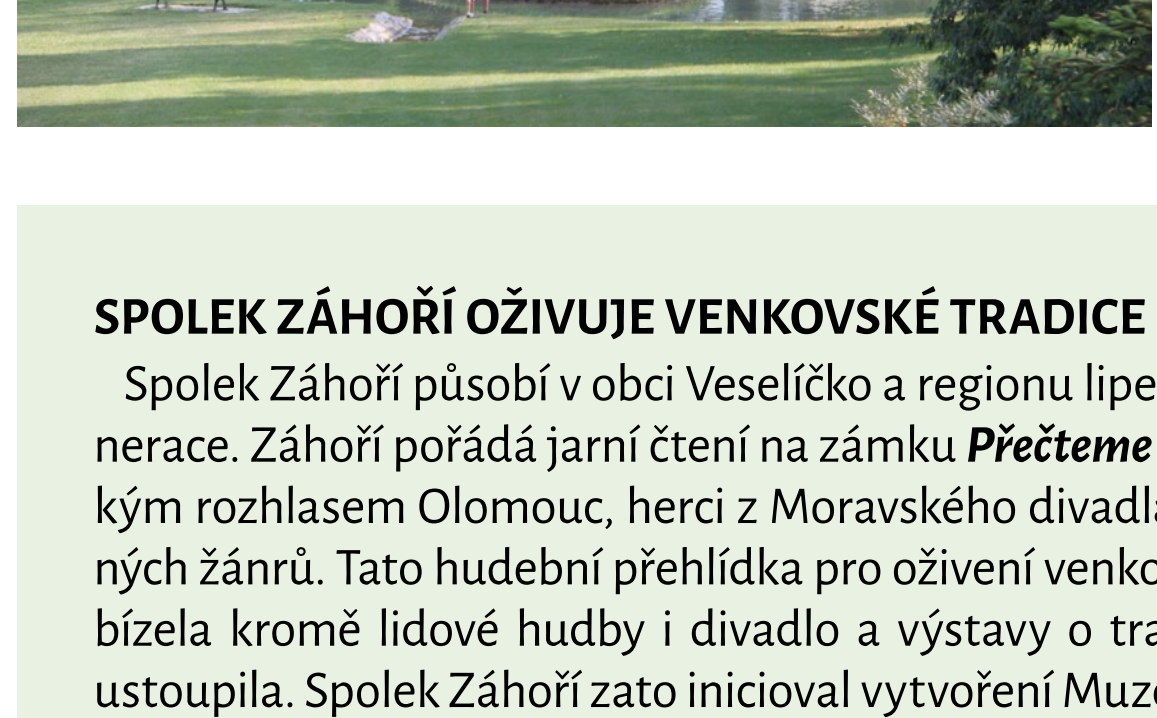 SPOLEK ZÁHOŘÍ OŽIVUJE VENKOVSKÉ TRADICE
Spolek Záhoří působí v obci Veselíčko a regionu lipe
nerace. Záhoří pořádá jarní čtení na zámku Přečteme
kým rozhlasem Olomouc, herci z Moravského divadla
ných žánrů. Tato hudební přehlídka pro oživení venko
bízela kromě lidové hudby i divadlo a výstavy o tra
ustoupila. Spolek Záhoří zato inicioval vytvoření Muze